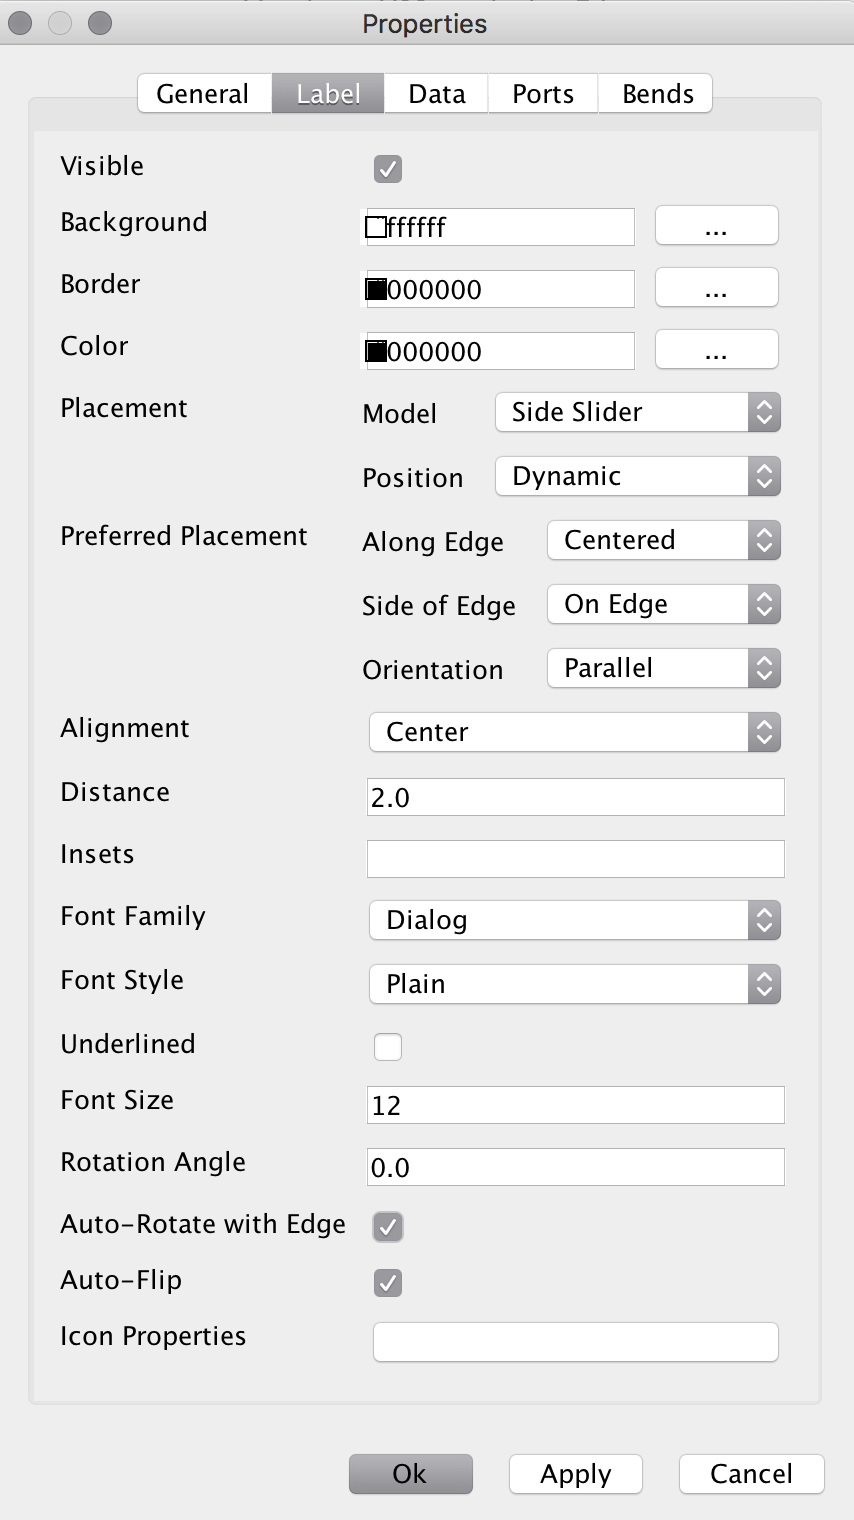 Properties
General Label Data Ports Bends
Visible
Background ffffff ...
Border 000000 ...
Color 000000 ...
Placement Model Side Slider
Position Dynamic
Preferred Placement Along Edge Centered
Side of Edge On Edge
Orientation Parallel
Alignment Center
Distance 2.0
Insets
Font Family Dialog
Font Style Plain
Underlined
Font Size 12
Rotation Angle 0.0
Auto-Rotate with Edge
Auto-Flip
Icon Properties
Ok Apply Cancel